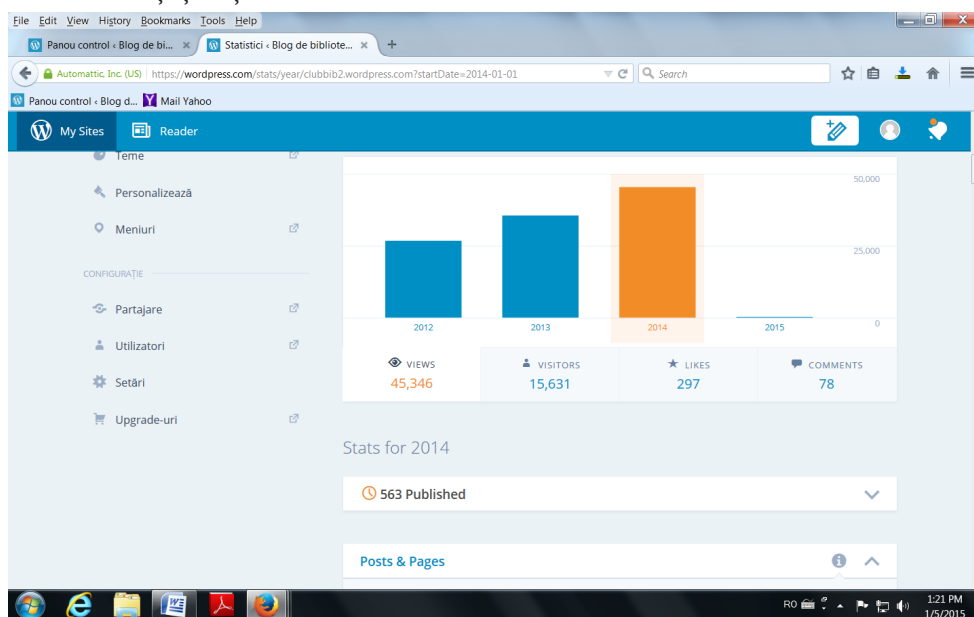 File Edit View History Bookmarks Tools Help
Panou control ‹ Blog de bi... × Statistici ‹ Blog de bibliote... × +
Automattic, Inc. (US) https://wordpress.com/stats/year/clubbib2.wordpress.com?startDate=2014-01-01 Search
Panou control ‹ Blog d... Mail Yahoo
My Sites Reader
Teme
Personalizează
Meniuri
CONFIGURAȚIE
Partajare
Utilizatori
Setări
Upgrade-uri
50,000
25,000
0
2012 2013 2014 2015
VIEWS VISITORS LIKES COMMENTS
45,346 15,631 297 78
Stats for 2014
563 Published
Posts & Pages
RO 1:21 PM
1/5/2015